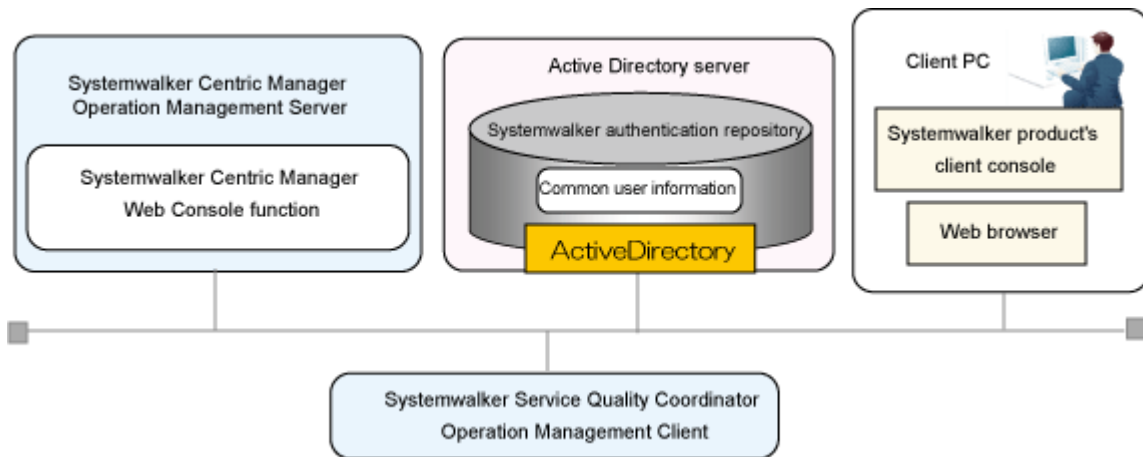 Systemwalker Centric Manager
Operation Management Server
Systemwalker Centric Manager
Web Console function
Active Directory server
Systemwalker authentication repository
Common user information
ActiveDirectory
Client PC
Systemwalker product's
client console
Web browser
Systemwalker Service Quality Coordinator
Operation Management Client